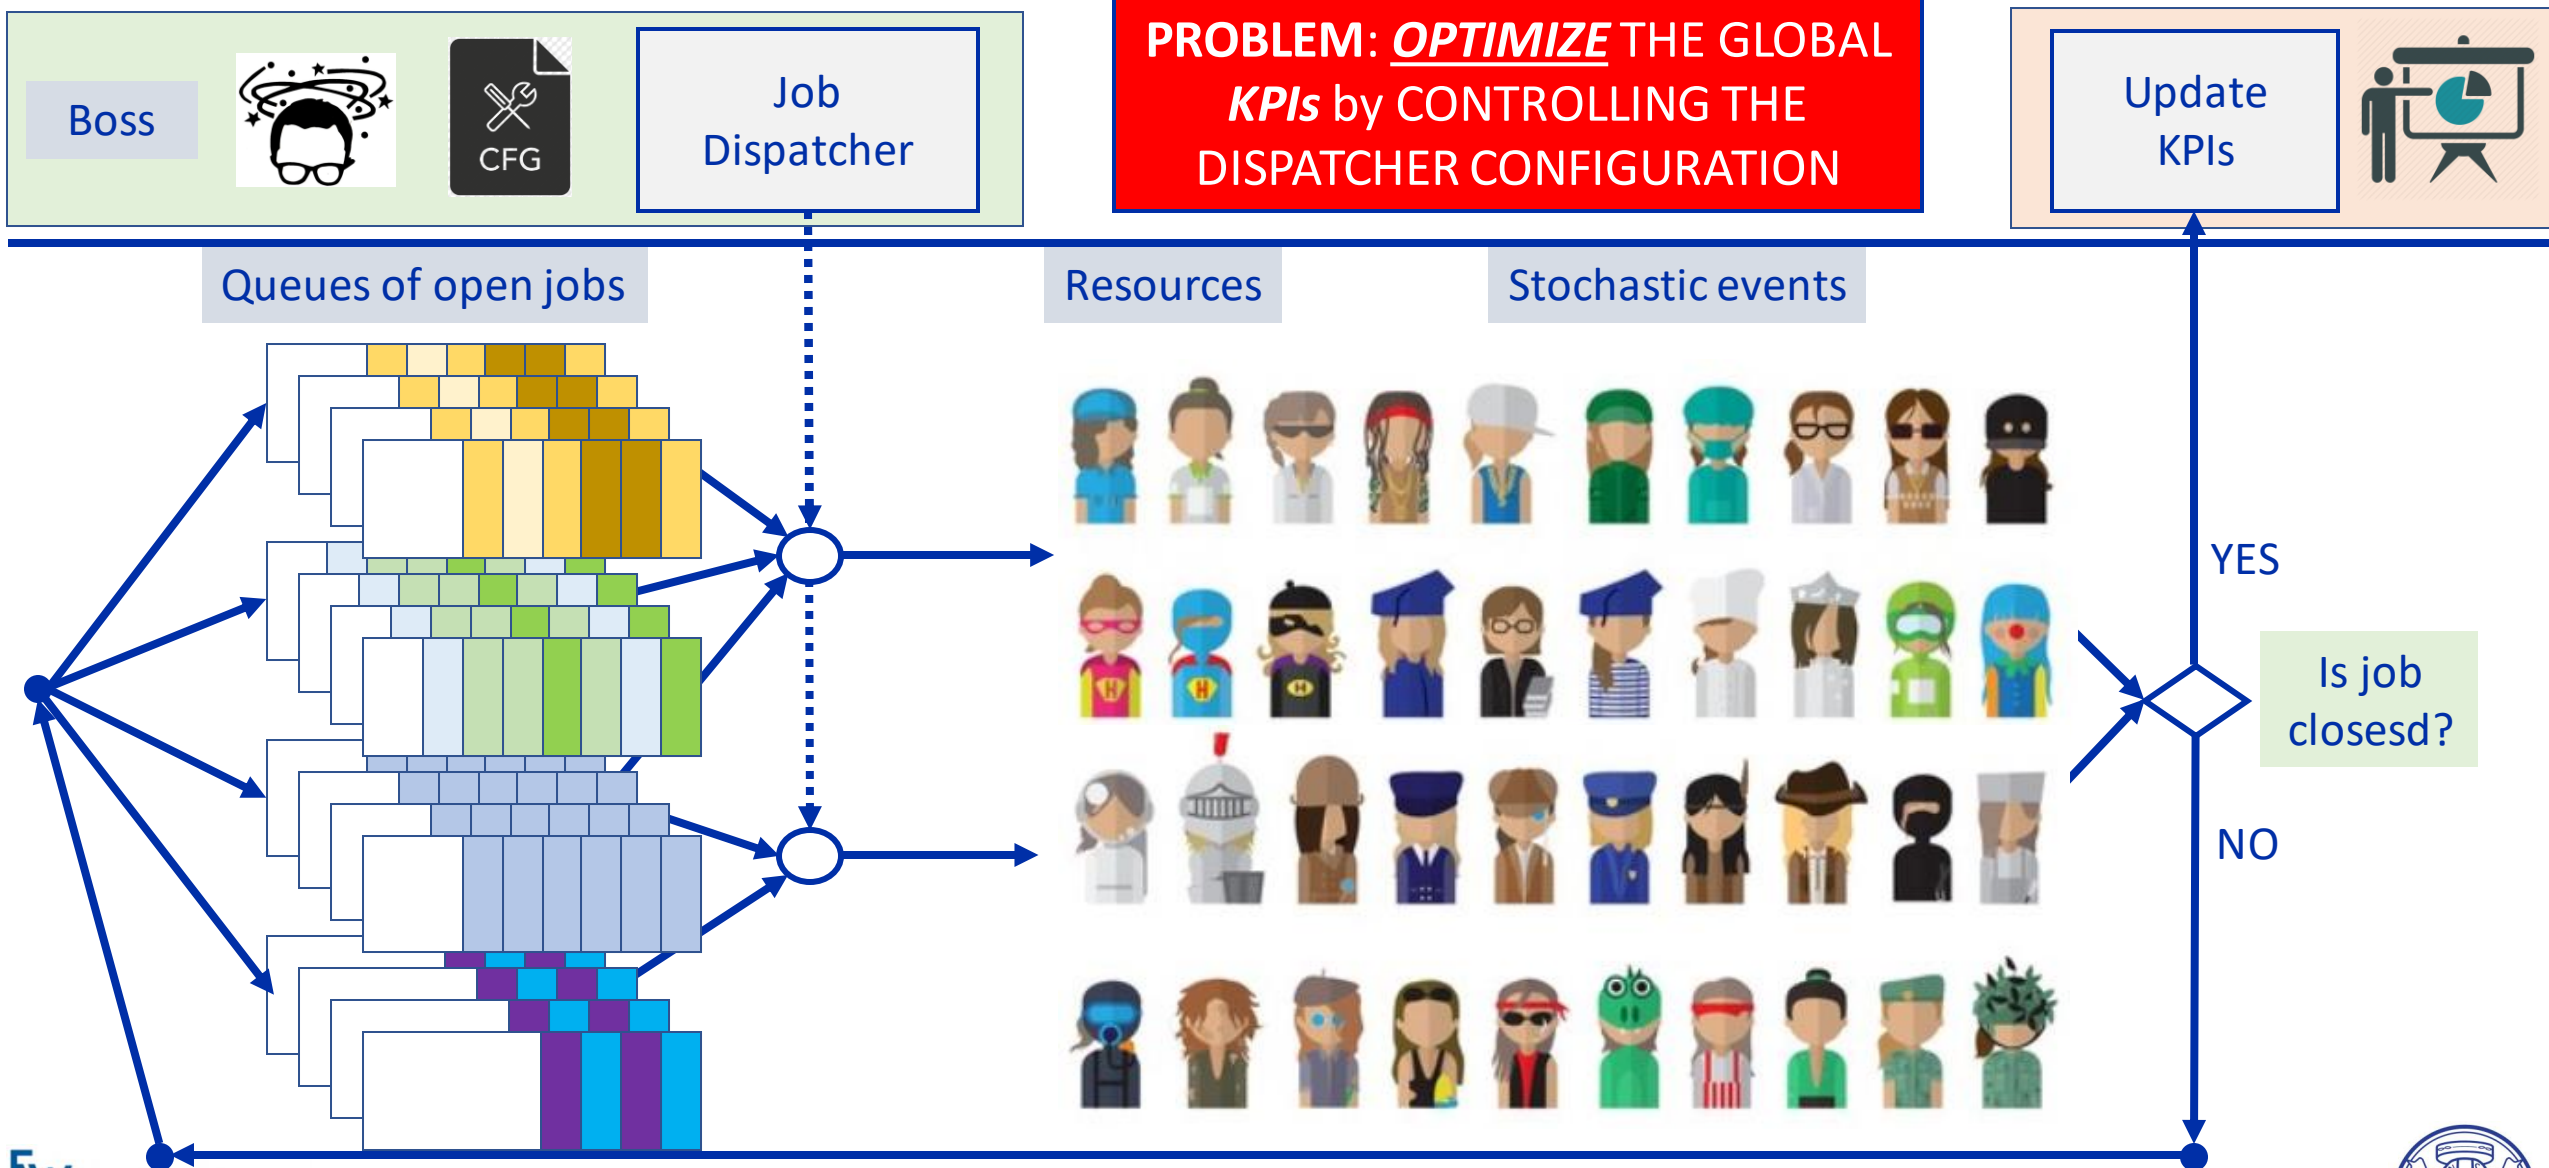 Boss
CFG
Job
Dispatcher
PROBLEM: OPTIMIZE THE GLOBAL
KPIs by CONTROLLING THE
DISPATCHER CONFIGURATION
Update
KPIs
Queues of open jobs
Resources
Stochastic events
YES
Is job
closesd?
NO
H
H
H